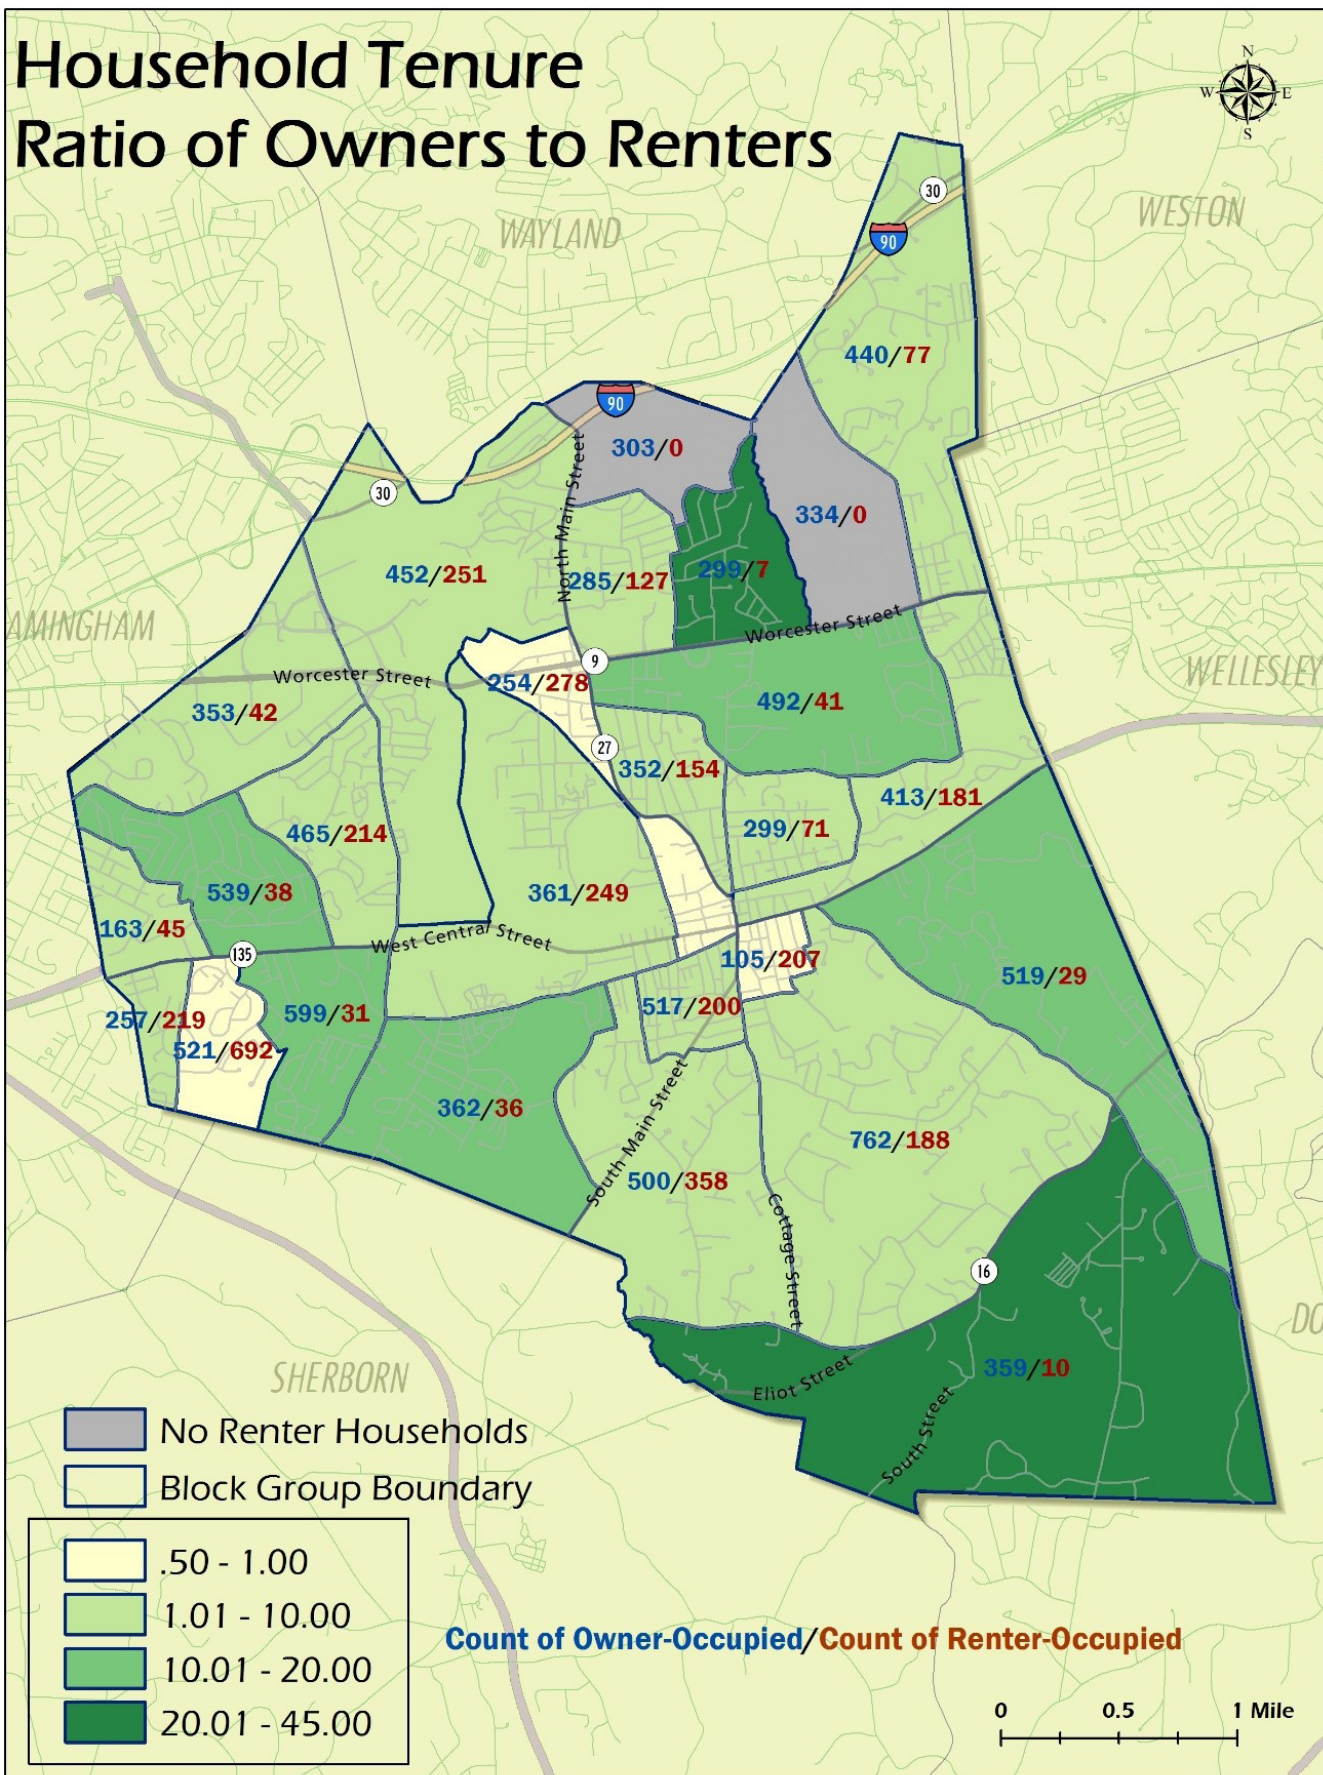 Household Tenure
Ratio of Owners to Renters
N
W E
S
WAYLAND
WESTON
30
90
440/77
90
303/0
30
North Main Street
334/0
452/251
285/127
299/7
AMINGHAM
Worcester Street
9
WELLESLEY
Worcester Street
254/278
492/41
353/42
27
352/154
413/181
465/214
299/71
539/38
361/249
163/45
West Central Street
135
105/207
519/29
257/219
599/31
517/200
521/692
362/36
South Main Street
762/188
500/358
Cottage Street
16
DO
SHERBORN
359/10
Eliot Street
South Street
No Renter Households
Block Group Boundary
.50 - 1.00
1.01 - 10.00
10.01 - 20.00
20.01 - 45.00
Count of Owner-Occupied/Count of Renter-Occupied
0 0.5 1 Mile